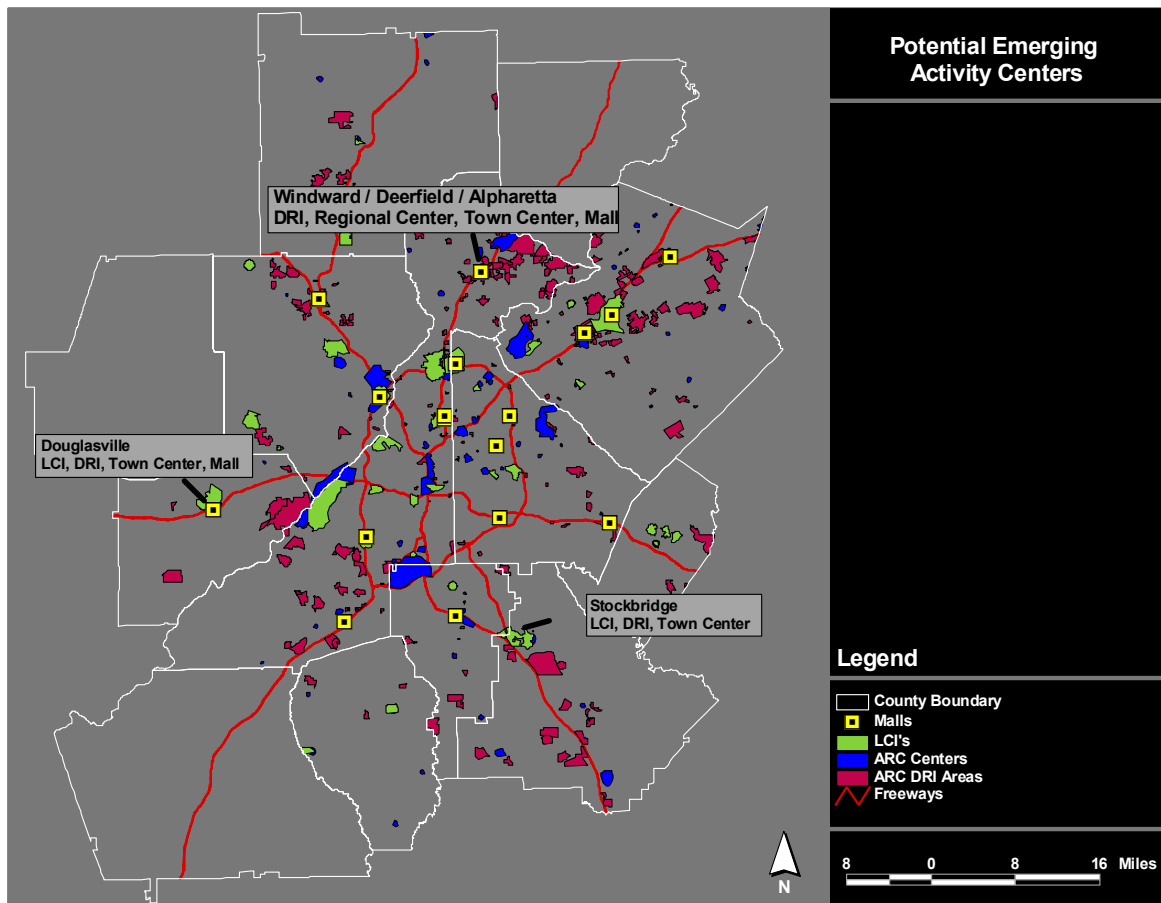 Potential Emerging
Activity Centers
Windward / Deerfield / Alpharetta
DRI, Regional Center, Town Center, Mall
Douglasville
LCI, DRI, Town Center, Mall
Stockbridge
LCI, DRI, Town Center
Legend
County Boundary
Malls
LCI's
ARC Centers
ARC DRI Areas
Freeways
N
8 0 8 16 Miles